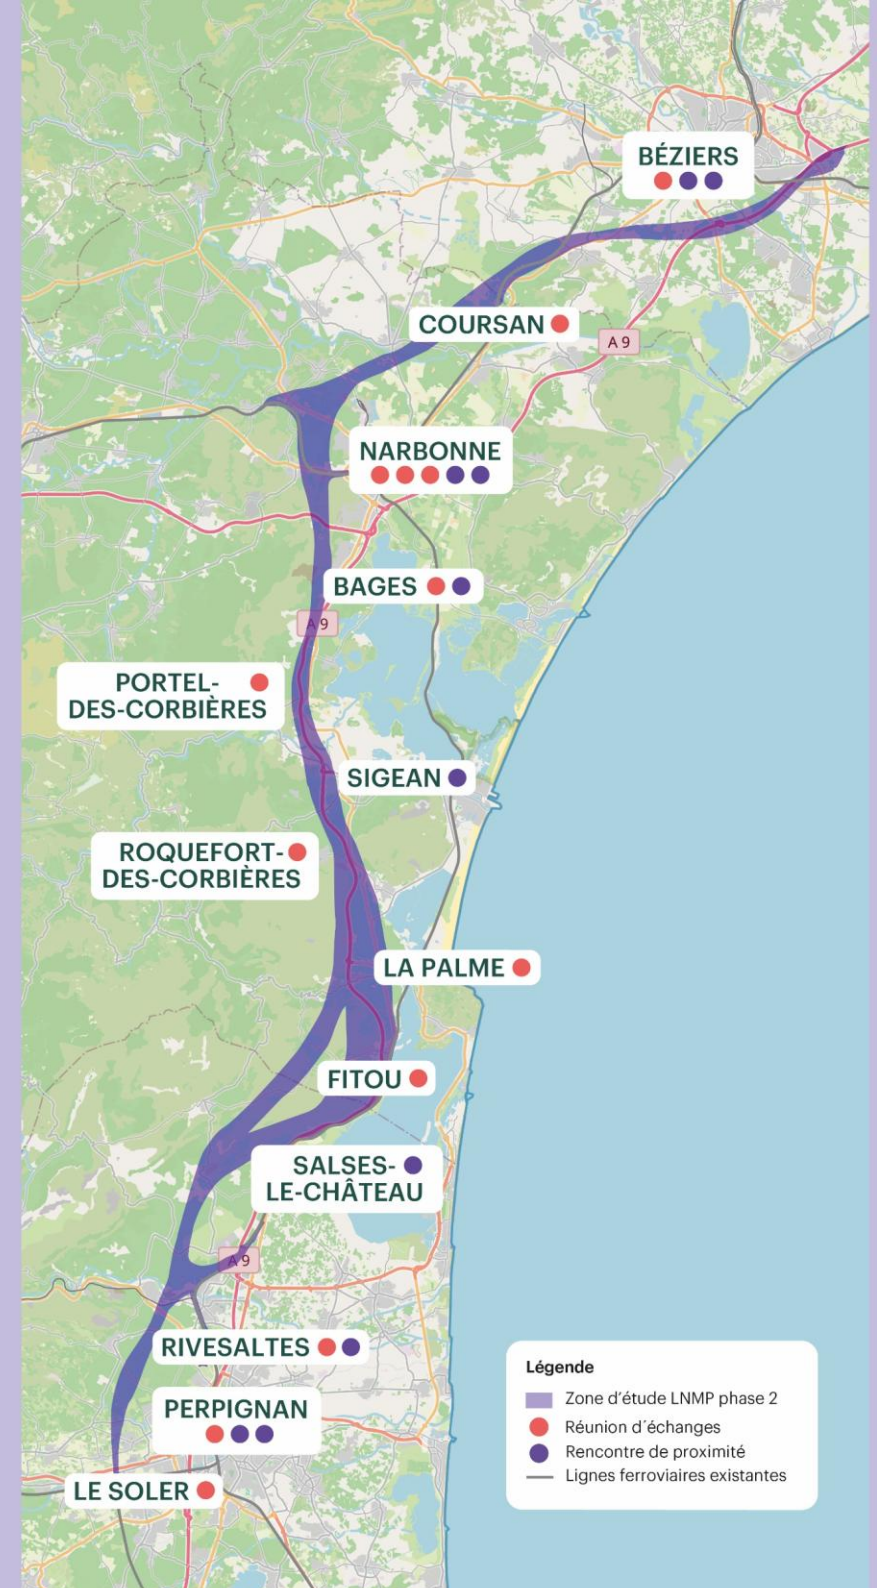 BÉZIERS
COURSAN
A 9
NARBONNE
BAGES
A 9
PORTEL-
DES-CORBIÈRES
SIGEAN
ROQUEFORT-
DES-CORBIÈRES
LA PALME
FITOU
SALSES-
LE-CHÂTEAU
A 9
RIVESALTES
PERPIGNAN
LE SOLER
Légende
Zone d'étude LNMP phase 2
Réunion d´échanges
Rencontre de proximité
Lignes ferroviaires existantes